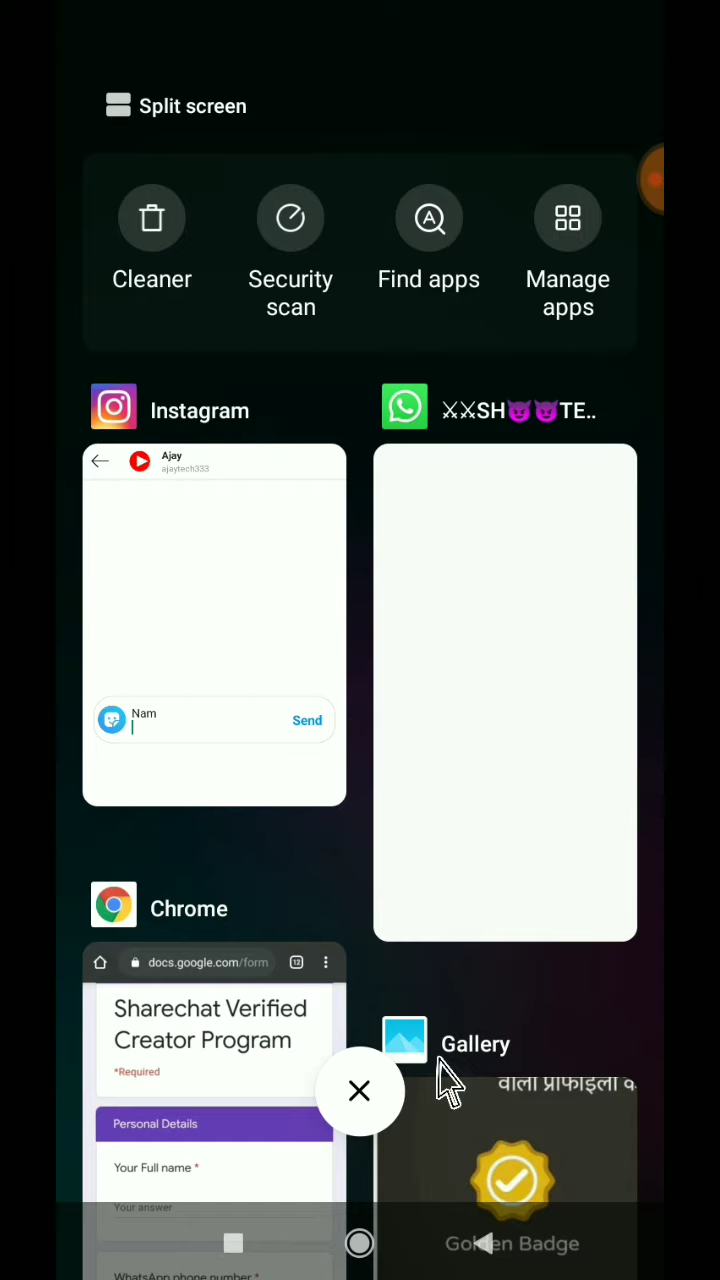 Split screen
Cleaner
Security
scan
Find apps
Manage
apps
Instagram
⚔⚔SH😈😈TE..
Ajay
ajaytech333
Nam
Send
Chrome
docs.google.com/form
12
Sharechat Verified
Creator Program
*Required
Personal Details
Your Full name *
Your answer
WhatsApp phone number *
Gallery
वाली प्रोफाइलों
Golden Badge